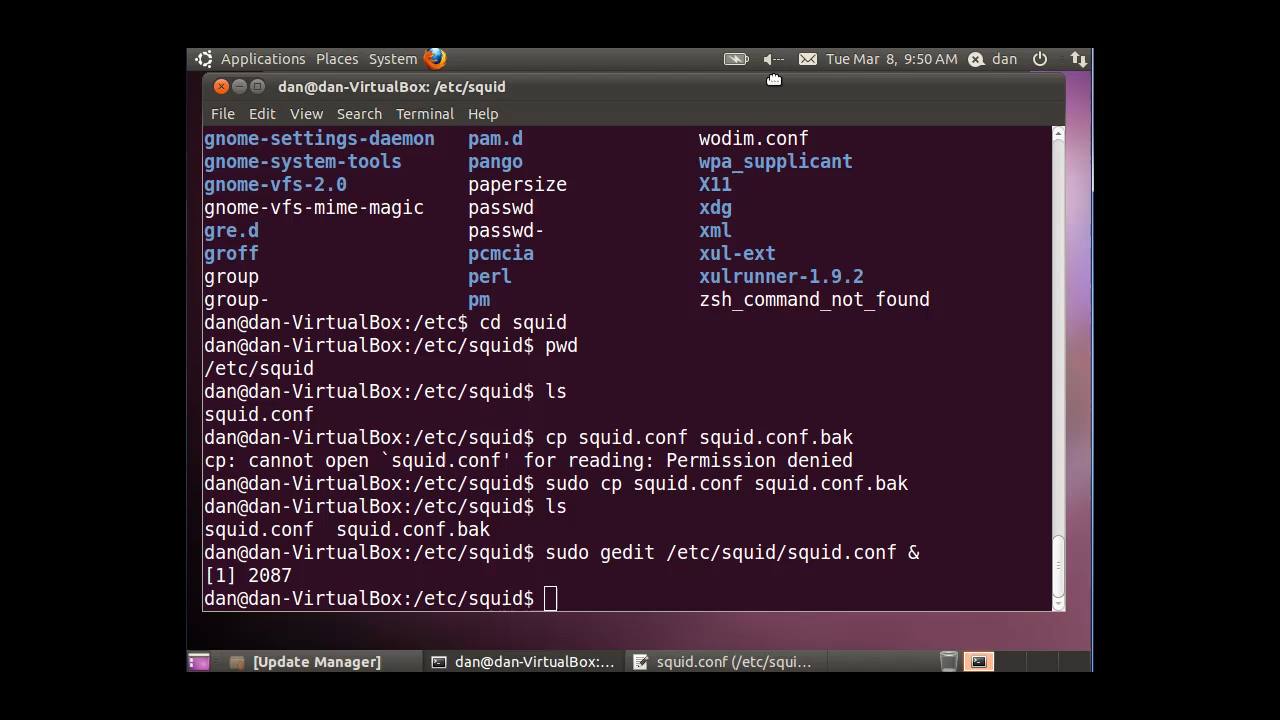 Applications Places System Tue Mar 8, 9:50 AM dan
dan@dan-VirtualBox: /etc/squid
File Edit View Search Terminal Help
gnome-settings-daemon pam.d wodim.conf
gnome-system-tools pango wpa_supplicant
gnome-vfs-2.0 papersize X11
gnome-vfs-mime-magic passwd xdg
gre.d passwd- xml
groff pcmcia xul-ext
group perl xulrunner-1.9.2
group- pm zsh_command_not_found
dan@dan-VirtualBox:/etc$ cd squid
dan@dan-VirtualBox:/etc/squid$ pwd
/etc/squid
dan@dan-VirtualBox:/etc/squid$ ls
squid.conf
dan@dan-VirtualBox:/etc/squid$ cp squid.conf squid.conf.bak
cp: cannot open `squid.conf' for reading: Permission denied
dan@dan-VirtualBox:/etc/squid$ sudo cp squid.conf squid.conf.bak
dan@dan-VirtualBox:/etc/squid$ ls
squid.conf squid.conf.bak
dan@dan-VirtualBox:/etc/squid$ sudo gedit /etc/squid/squid.conf &
[1] 2087
dan@dan-VirtualBox:/etc/squid$
[Update Manager] dan@dan-VirtualBox:... squid.conf (/etc/squi...